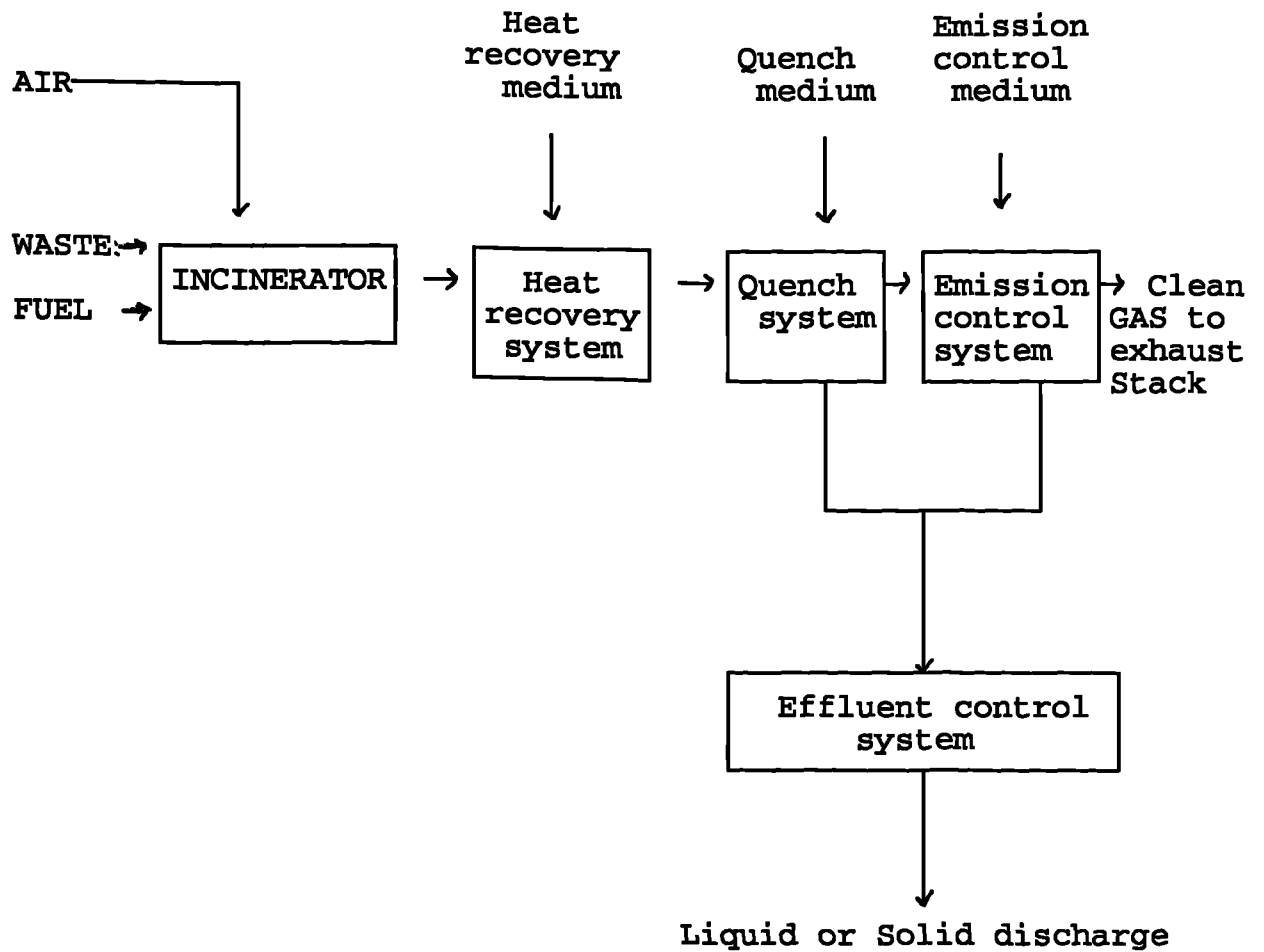 Heat
recovery
medium
Emission
control
medium
Quench
medium
AIR
WASTE
FUEL
INCINERATOR
Heat
recovery
system
Quench
system
Emission
control
system
Clean
GAS to
exhaust
Stack
Effluent control
system
Liquid or Solid discharge